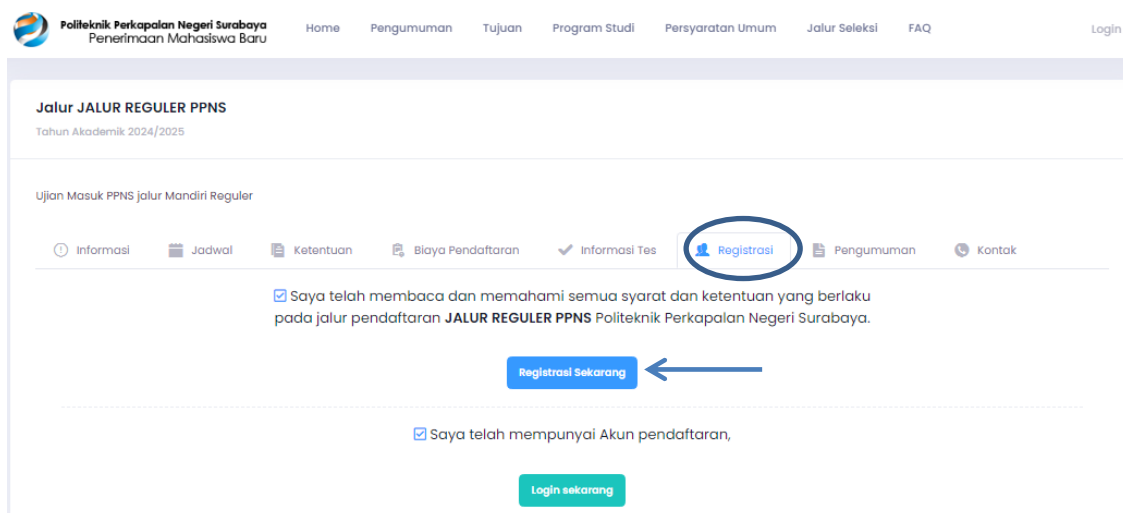 Politeknik Perkapalan Negeri Surabaya
Penerimaan Mahasiswa Baru
Home Pengumuman Tujuan Program Studi Persyaratan Umum Jalur Seleksi FAQ Login
Jalur JALUR REGULER PPNS
Tahun Akademik 2024/2025
Ujian Masuk PPNS jalur Mandiri Reguler
Informasi Jadwal Ketentuan Biaya Pendaftaran Informasi Tes Registrasi Pengumuman Kontak
Saya telah membaca dan memahami semua syarat dan ketentuan yang berlaku
pada jalur pendaftaran JALUR REGULER PPNS Politeknik Perkapalan Negeri Surabaya.
Registrasi Sekarang
Saya telah mempunyai Akun pendaftaran,
Login sekarang